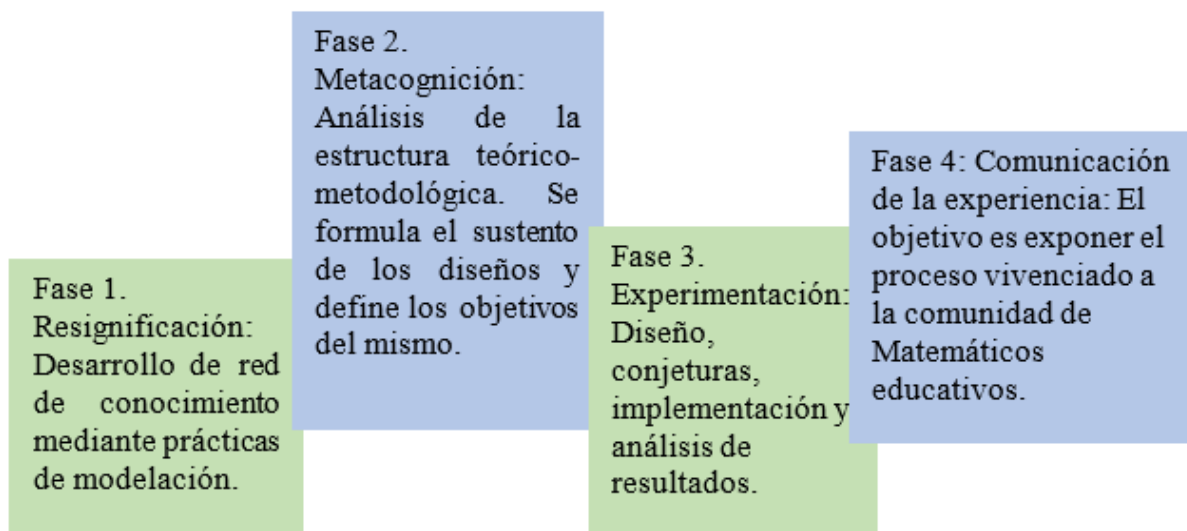 Fase 1.
Resignificación:
Desarrollo de red
de conocimiento
mediante prácticas
de modelación.
Fase 2.
Metacognición:
Análisis de la
estructura teórico-
metodológica. Se
formula el sustento
de los diseños y
define los objetivos
del mismo.
Fase 3.
Experimentación:
Diseño,
conjeturas,
implementación y
análisis de
resultados.
Fase 4: Comunicación
de la experiencia: El
objetivo es exponer el
proceso vivenciado a
la comunidad de
Matemáticos
educativos.